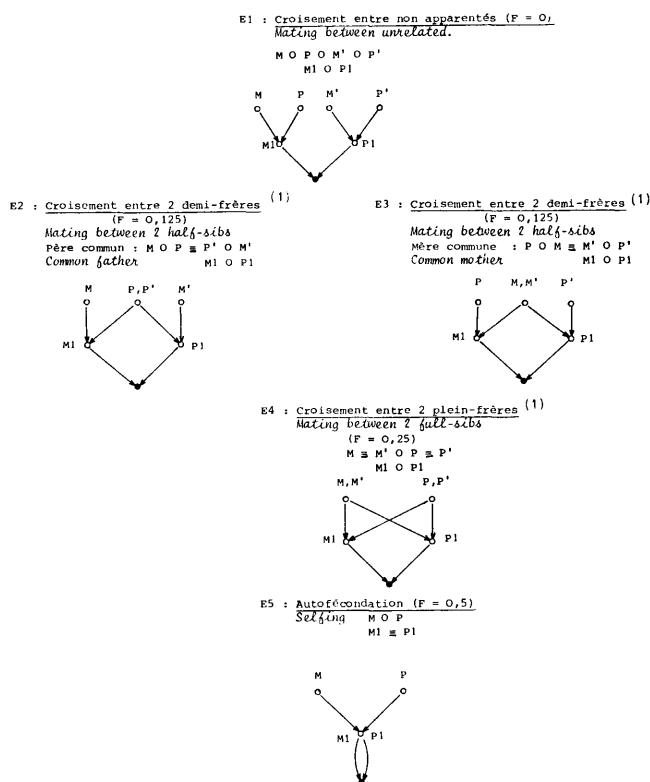 E1 : Croisement entre non apparentés (F = 0,
Mating between unrelated.
M O P O M' O P'
M1 O P1
M P M' P'
M1 P1
E2 : Croisement entre 2 demi-frères (1)
(F = 0,125)
Mating between 2 half-sibs
Père commun : M O P ≡ P' O M'
Common father M1 O P1
M P,P' M'
M1 P1
E3 : Croisement entre 2 demi-frères (1)
(F = 0,125)
Mating between 2 half-sibs
Mère commune : P O M ≡ M' O P'
Common mother M1 O P1
P M,M' P'
M1 P1
E4 : Croisement entre 2 plein-frères (1)
Mating between 2 full-sibs
(F = 0,25)
M ≡ M' O P ≡ P'
M1 O P1
M,M' P,P'
M1 P1
E5 : Autofécondation (F = 0,5)
Selfing M O P
M1 ≡ P1
M P
M1 P1